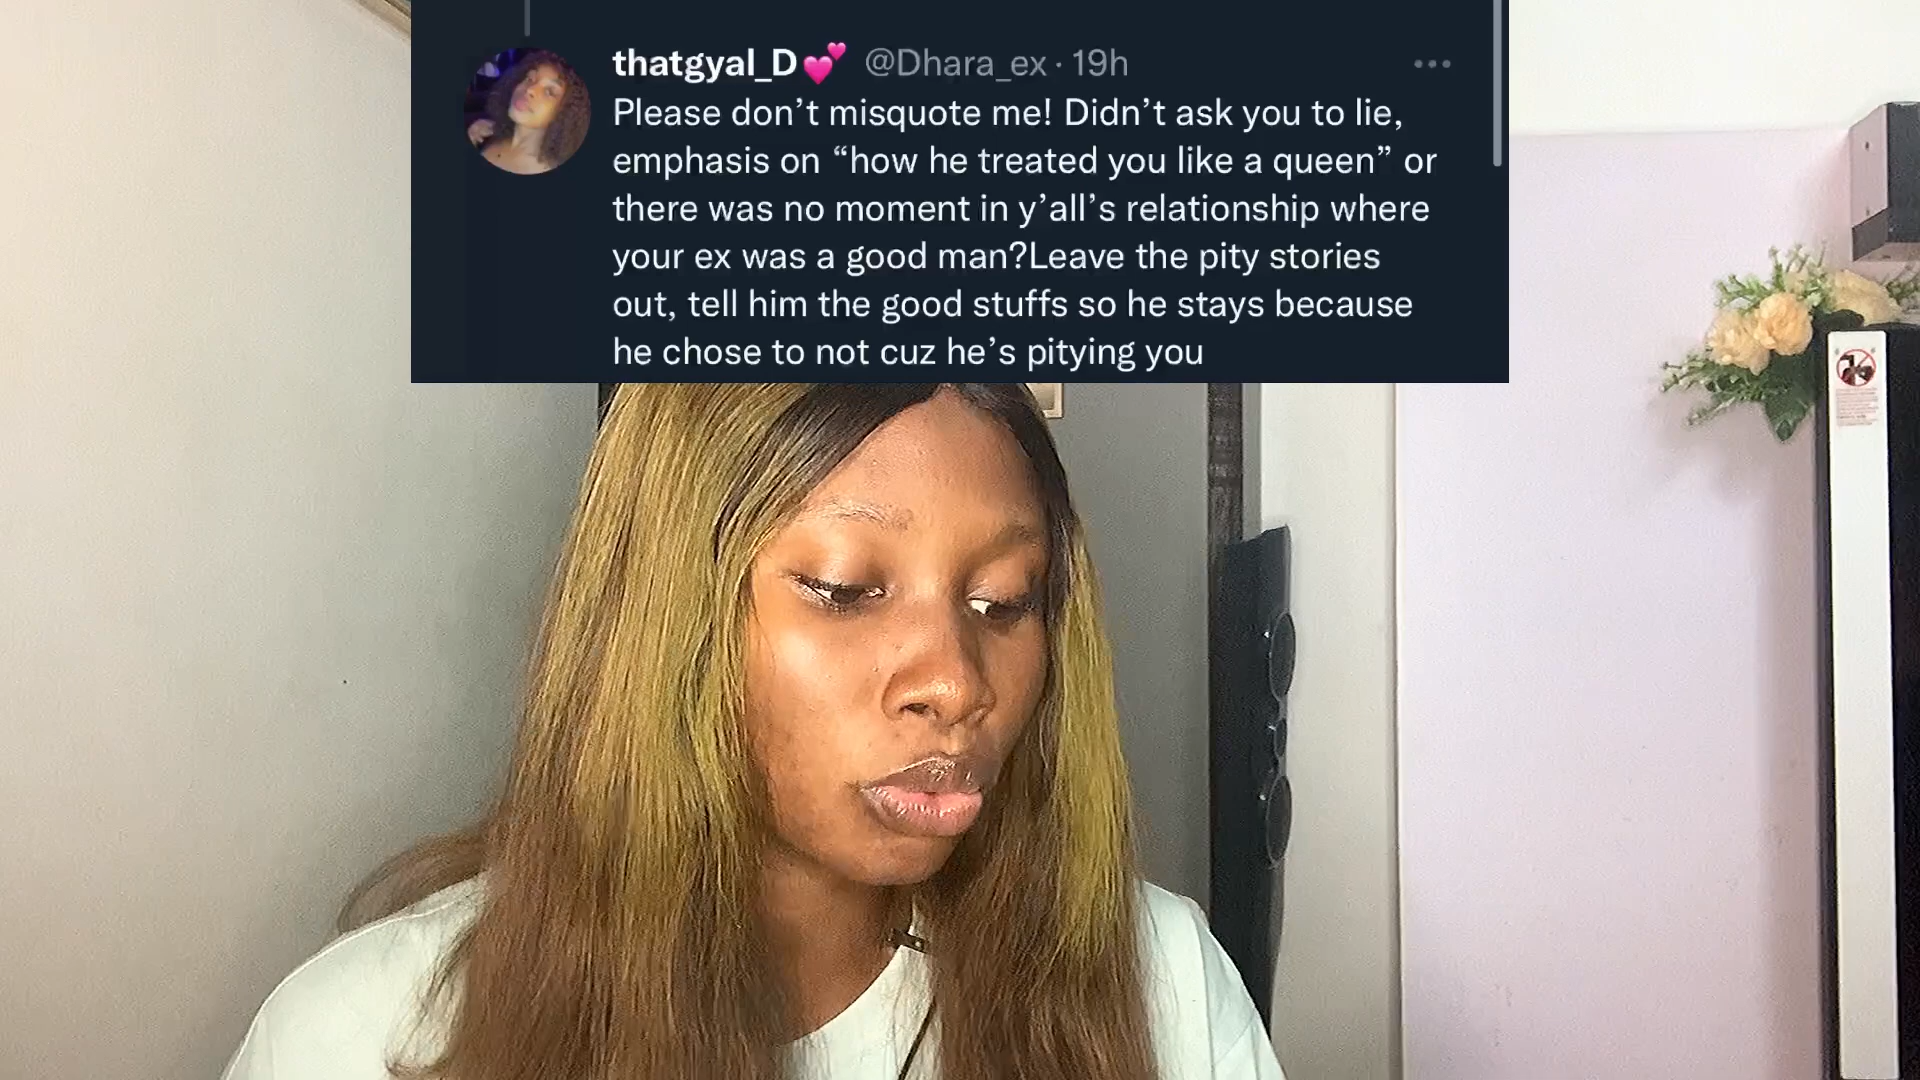 thatgyal_D💕 @Dhara_ex · 19h
Please don’t misquote me! Didn’t ask you to lie,
emphasis on “how he treated you like a queen” or
there was no moment in y’all’s relationship where
your ex was a good man?Leave the pity stories
out, tell him the good stuffs so he stays because
he chose to not cuz he’s pitying you